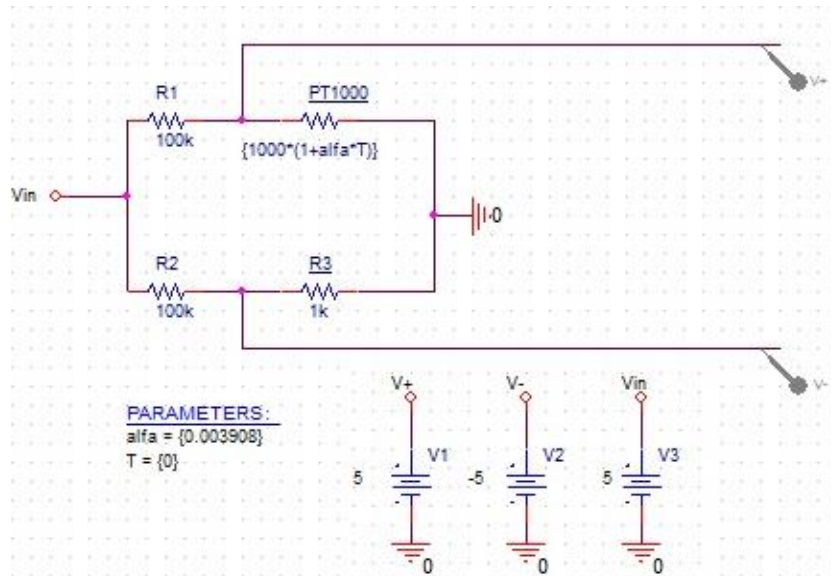 V+
R1
PT1000
100k
{1000*(1+alfa*T)}
Vin
0
R2
R3
100k
1k
V-
V+
V-
Vin
PARAMETERS:
alfa = {0.003908}
T = {0}
V1
V2
V3
5
-5
5
0
0
0